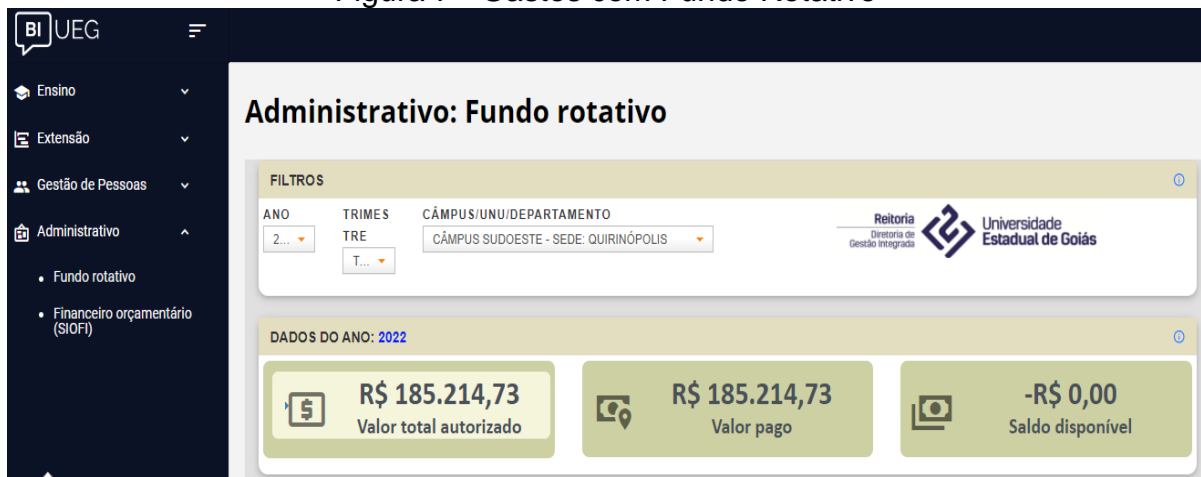 BI UEG
Ensino
Extensão
Gestão de Pessoas
Administrativo
Fundo rotativo
Financeiro orçamentário
(SIOFI)
Administrativo: Fundo rotativo
FILTROS
ANO
2...
TRIMES
TRE
T...
CÂMPUS/UNU/DEPARTAMENTO
CÂMPUS SUDOESTE - SEDE: QUIRINÓPOLIS
Reitoria
Diretoria de
Gestão Integrada
Universidade
Estadual de Goiás
DADOS DO ANO: 2022
R$ 185.214,73
Valor total autorizado
R$ 185.214,73
Valor pago
-R$ 0,00
Saldo disponível